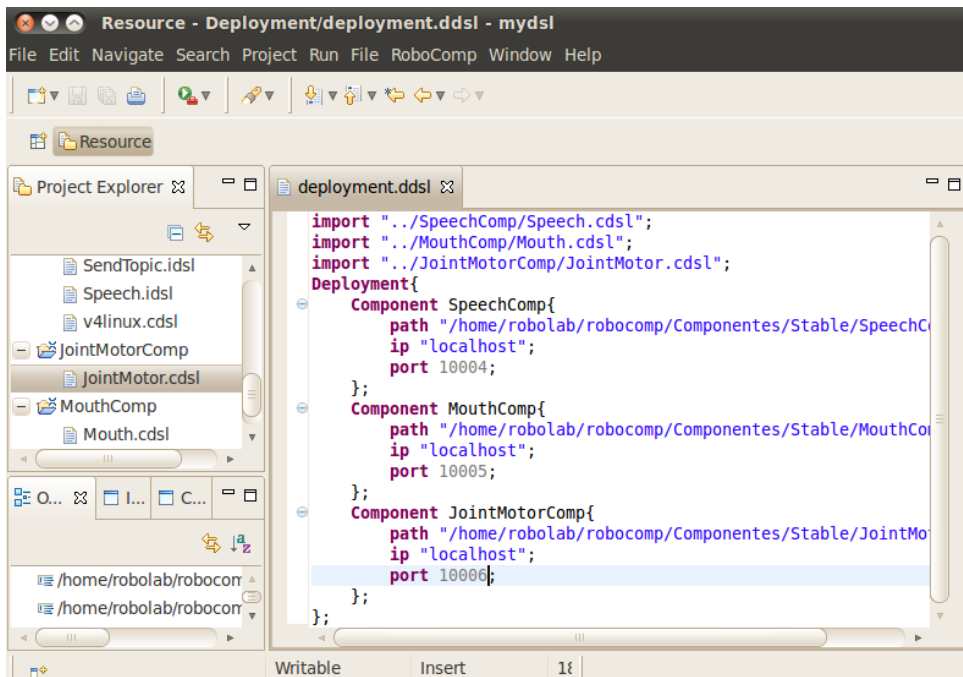 Resource - Deployment/deployment.ddsl - mydsl
File Edit Navigate Search Project Run File RoboComp Window Help
Resource
Project Explorer
SendTopic.idsl
Speech.idsl
v4linux.cdsl
JointMotorComp
JointMotor.cdsl
MouthComp
Mouth.cdsl
O... I... C...
/home/robolab/robocom
/home/robolab/robocom
deployment.ddsl
import "../SpeechComp/Speech.cdsl";
import "../MouthComp/Mouth.cdsl";
import "../JointMotorComp/JointMotor.cdsl";
Deployment{
Component SpeechComp{
path "/home/robolab/robocomp/Componentes/Stable/SpeechC
ip "localhost";
port 10004;
};
Component MouthComp{
path "/home/robolab/robocomp/Componentes/Stable/MouthCo
ip "localhost";
port 10005;
};
Component JointMotorComp{
path "/home/robolab/robocomp/Componentes/Stable/JointMo
ip "localhost";
port 10006;
};
};
Writable Insert 18